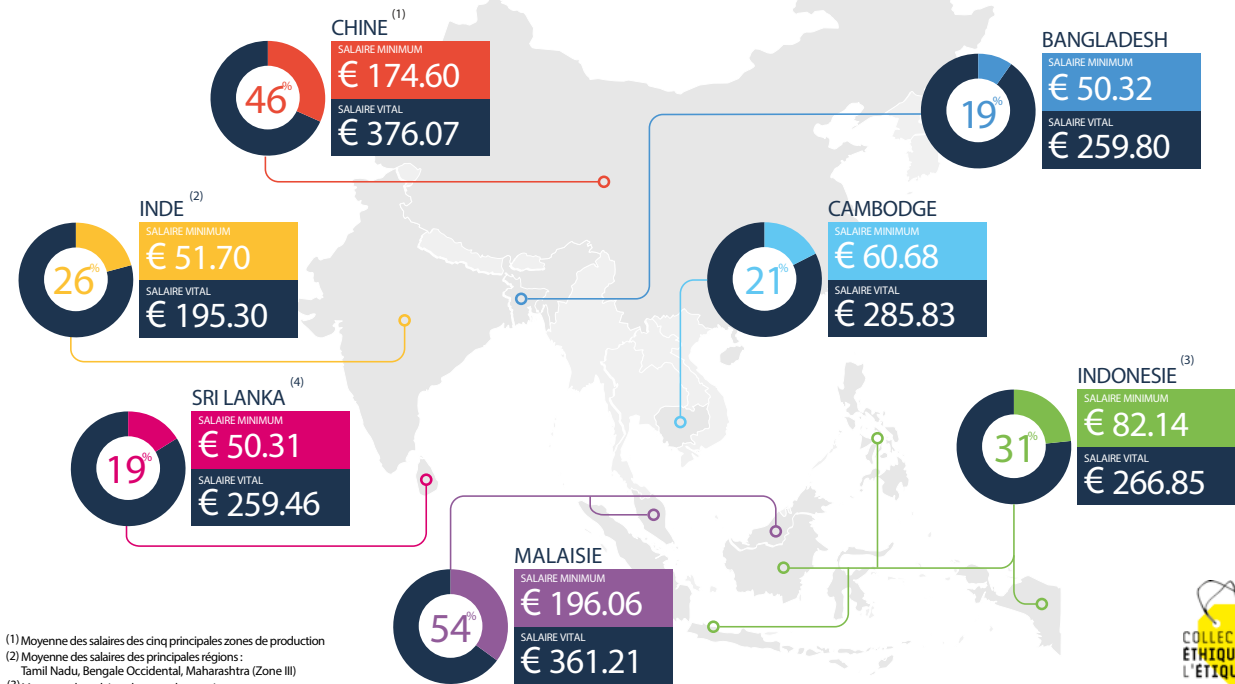 CHINE (1)
SALAIRE MINIMUM
€ 174.60
46%
SALAIRE VITAL
€ 376.07
BANGLADESH
SALAIRE MINIMUM
€ 50.32
19%
SALAIRE VITAL
€ 259.80
INDE (2)
SALAIRE MINIMUM
€ 51.70
26%
SALAIRE VITAL
€ 195.30
CAMBODGE
SALAIRE MINIMUM
€ 60.68
21%
SALAIRE VITAL
€ 285.83
SRI LANKA (4)
SALAIRE MINIMUM
€ 50.31
19%
SALAIRE VITAL
€ 259.46
INDONESIE (3)
SALAIRE MINIMUM
€ 82.14
31%
SALAIRE VITAL
€ 266.85
MALAISIE
SALAIRE MINIMUM
€ 196.06
54%
SALAIRE VITAL
€ 361.21
(1) Moyenne des salaires des cinq principales zones de production
(2) Moyenne des salaires des principales régions :
Tamil Nadu, Bengale Occidental, Maharashtra (Zone III)
COLLEC
ÉTHIQU
L'ÉTIQU